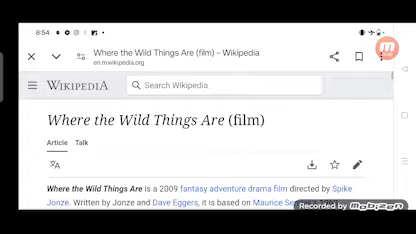 8:54
Where the Wild Things Are (film) – Wikipedia
en.m.wikipedia.org
WIKIPEDIA
Search Wikipedia
Where the Wild Things Are (film)
Article Talk
Where the Wild Things Are is a 2009 fantasy adventure drama film directed by Spike
Jonze. Written by Jonze and Dave Eggers, it is based on Maurice
Recorded by Mobizen